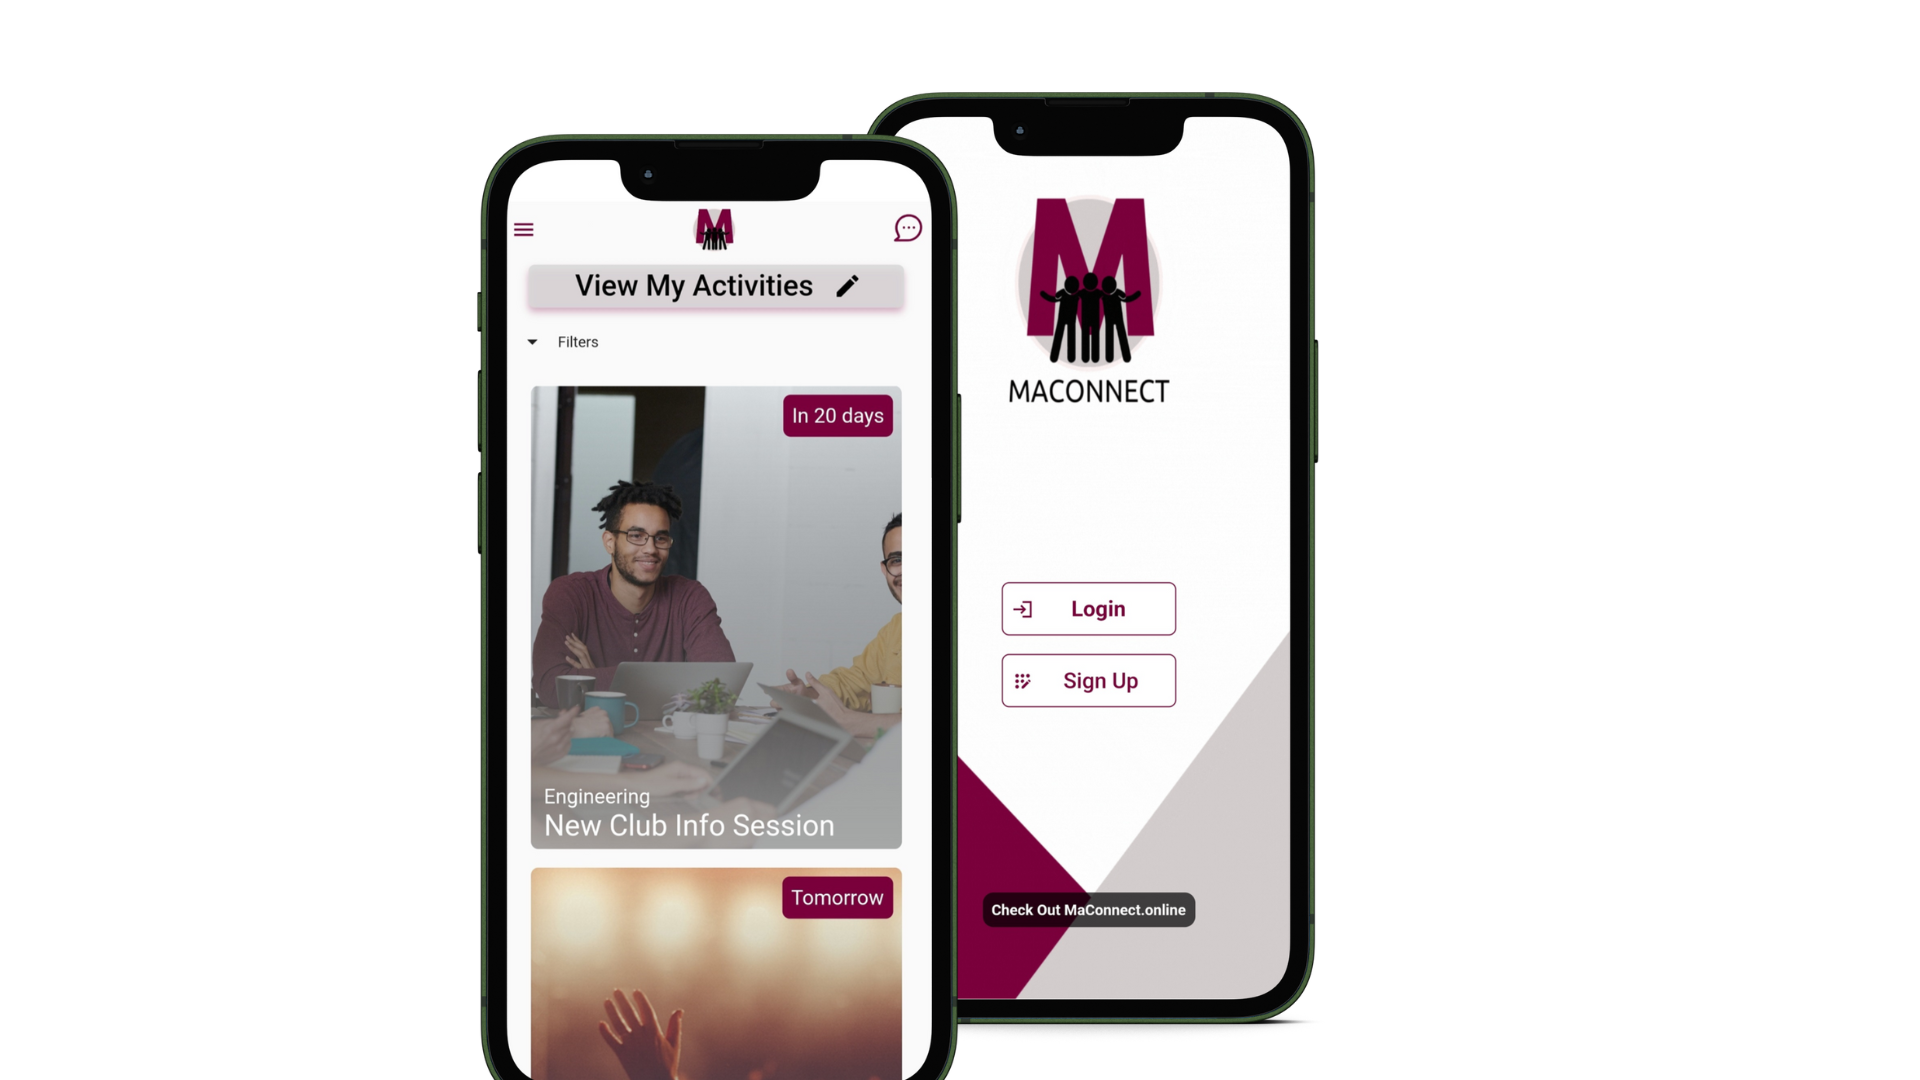 View My Activities
Filters
In 20 days
Engineering
New Club Info Session
Tomorrow
M
MACONNECT
Login
Sign Up
Check Out MaConnect.online